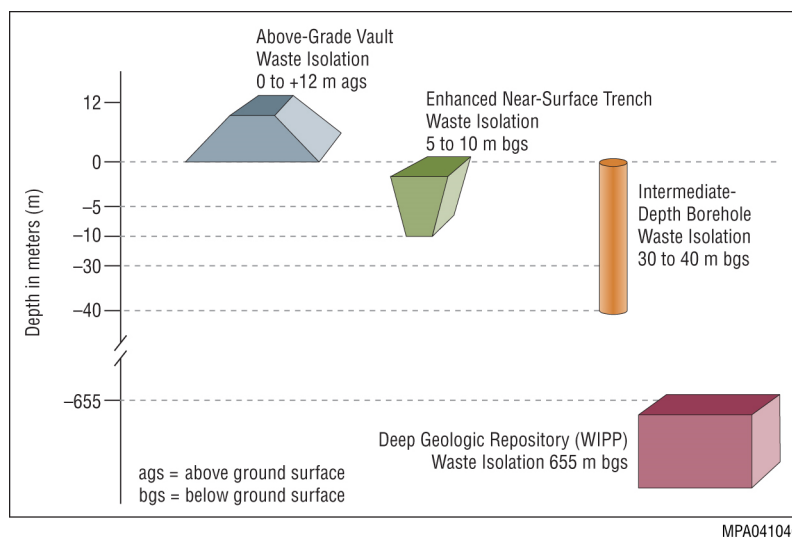 Above-Grade Vault
Waste Isolation
0 to +12 m ags
Enhanced Near-Surface Trench
Waste Isolation
5 to 10 m bgs
Intermediate-
Depth Borehole
Waste Isolation
30 to 40 m bgs
Depth in meters (m)
12
0
–5
–10
–30
–40
–655
Deep Geologic Repository (WIPP)
Waste Isolation 655 m bgs
ags = above ground surface
bgs = below ground surface
MPA04104